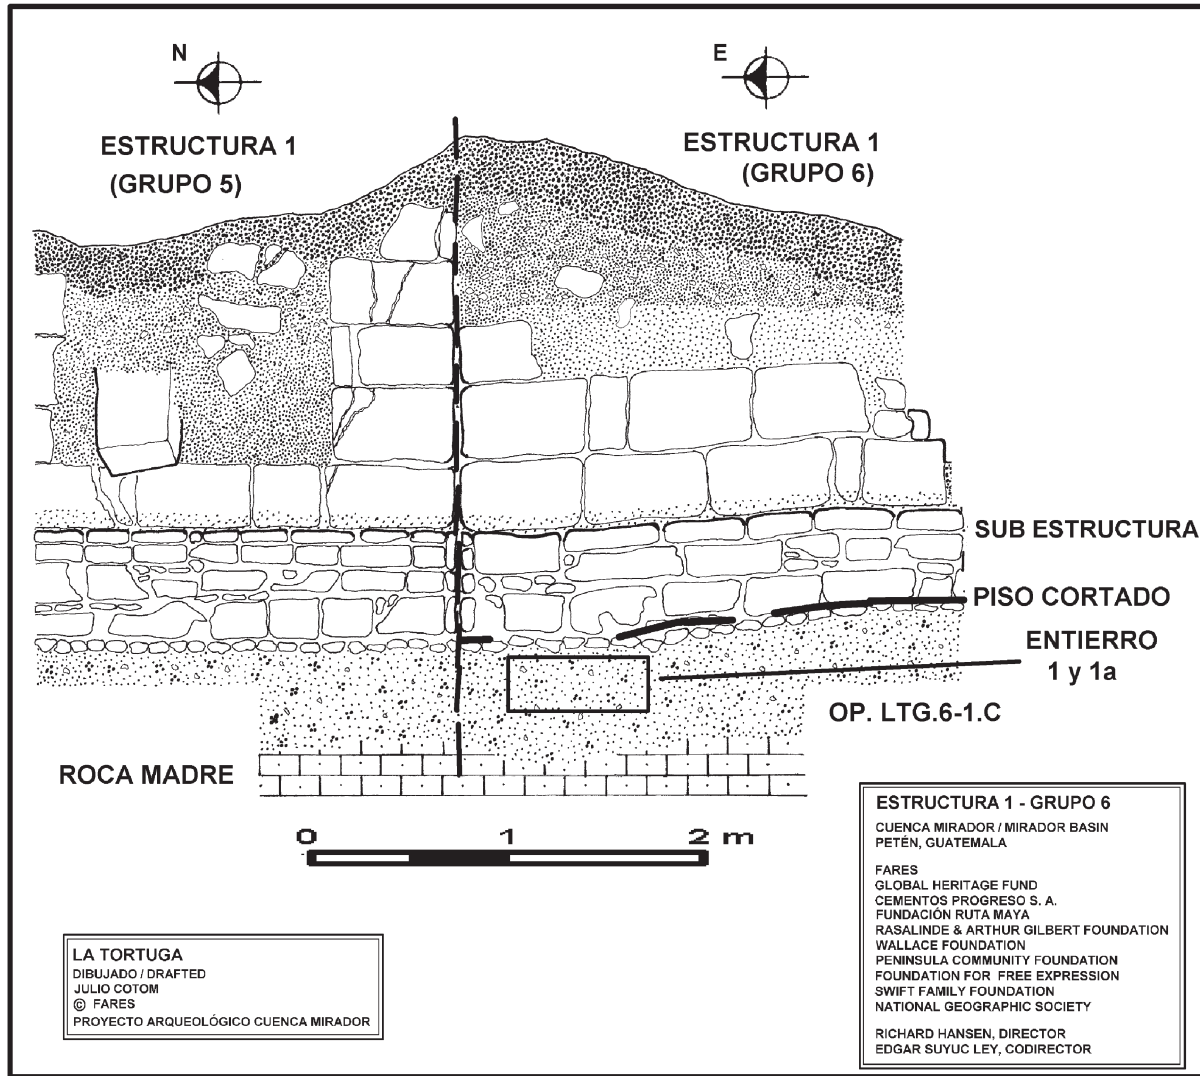 N
ESTRUCTURA 1
(GRUPO 5)
E
ESTRUCTURA 1
(GRUPO 6)
SUB ESTRUCTURA
PISO CORTADO
ENTIERRO
1 y 1a
OP. LTG.6-1.C
ROCA MADRE
0 1 2 m
LA TORTUGA
DIBUJADO / DRAFTED
JULIO COTOM
© FARES
PROYECTO ARQUEOLÓGICO CUENCA MIRADOR
ESTRUCTURA 1 - GRUPO 6
CUENCA MIRADOR / MIRADOR BASIN
PETÉN, GUATEMALA
FARES
GLOBAL HERITAGE FUND
CEMENTOS PROGRESO S. A.
FUNDACIÓN RUTA MAYA
RASALINDE & ARTHUR GILBERT FOUNDATION
WALLACE FOUNDATION
PENINSULA COMMUNITY FOUNDATION
FOUNDATION FOR FREE EXPRESSION
SWIFT FAMILY FOUNDATION
NATIONAL GEOGRAPHIC SOCIETY
RICHARD HANSEN, DIRECTOR
EDGAR SUYUC LEY, CODIRECTOR